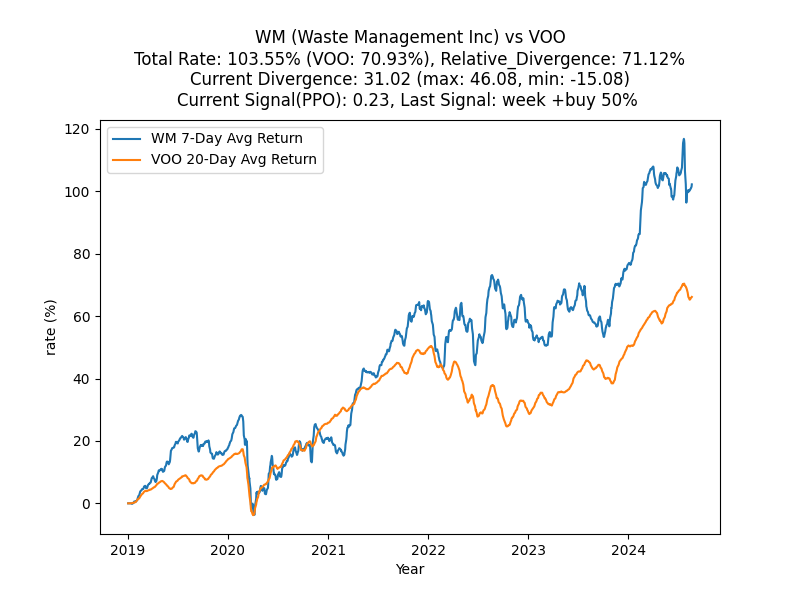 WM (Waste Management Inc) vs VOO
Total Rate: 103.55% (VOO: 70.93%), Relative_Divergence: 71.12%
Current Divergence: 31.02 (max: 46.08, min: -15.08)
Current Signal(PPO): 0.23, Last Signal: week +buy 50%
WM 7-Day Avg Return
VOO 20-Day Avg Return
120
100
80
60
40
20
0
rate (%)
2019 2020 2021 2022 2023 2024
Year